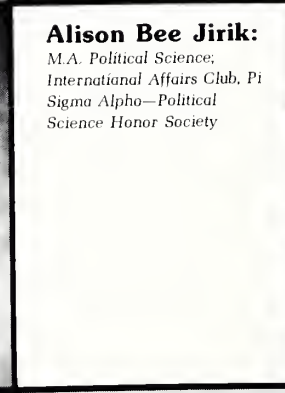 Alison Bee Jirik:
M.A. Political Science;
International Affairs Club, Pi
Sigma Alpha—Political
Science Honor Society